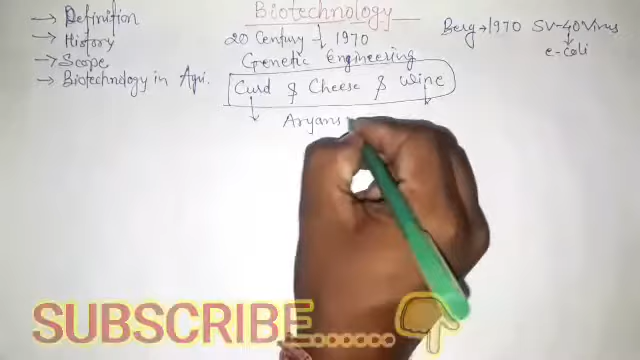 Biotechnology
→ Definition
→ History
→ Scope
→ Biotechnology in Agri.
20 Century ↓ 1970
Genetic Engineering
Curd & Cheese & Wine
Aryans
Berg → 1970 SV-40 Virus
e-Coli
SUBSCRIBE.......